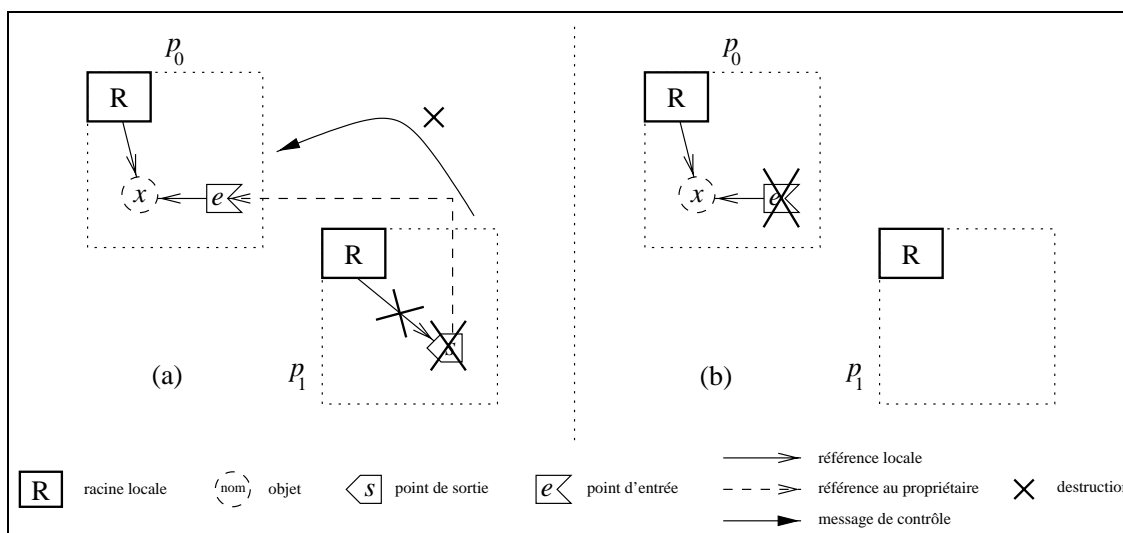 p0
R
x
e
R
s
(a)
p1
p0
R
x
e
R
(b)
p1
R racine locale
nom objet
s point de sortie
e point d'entrée
référence locale
référence au propriétaire
message de contrôle
destruction